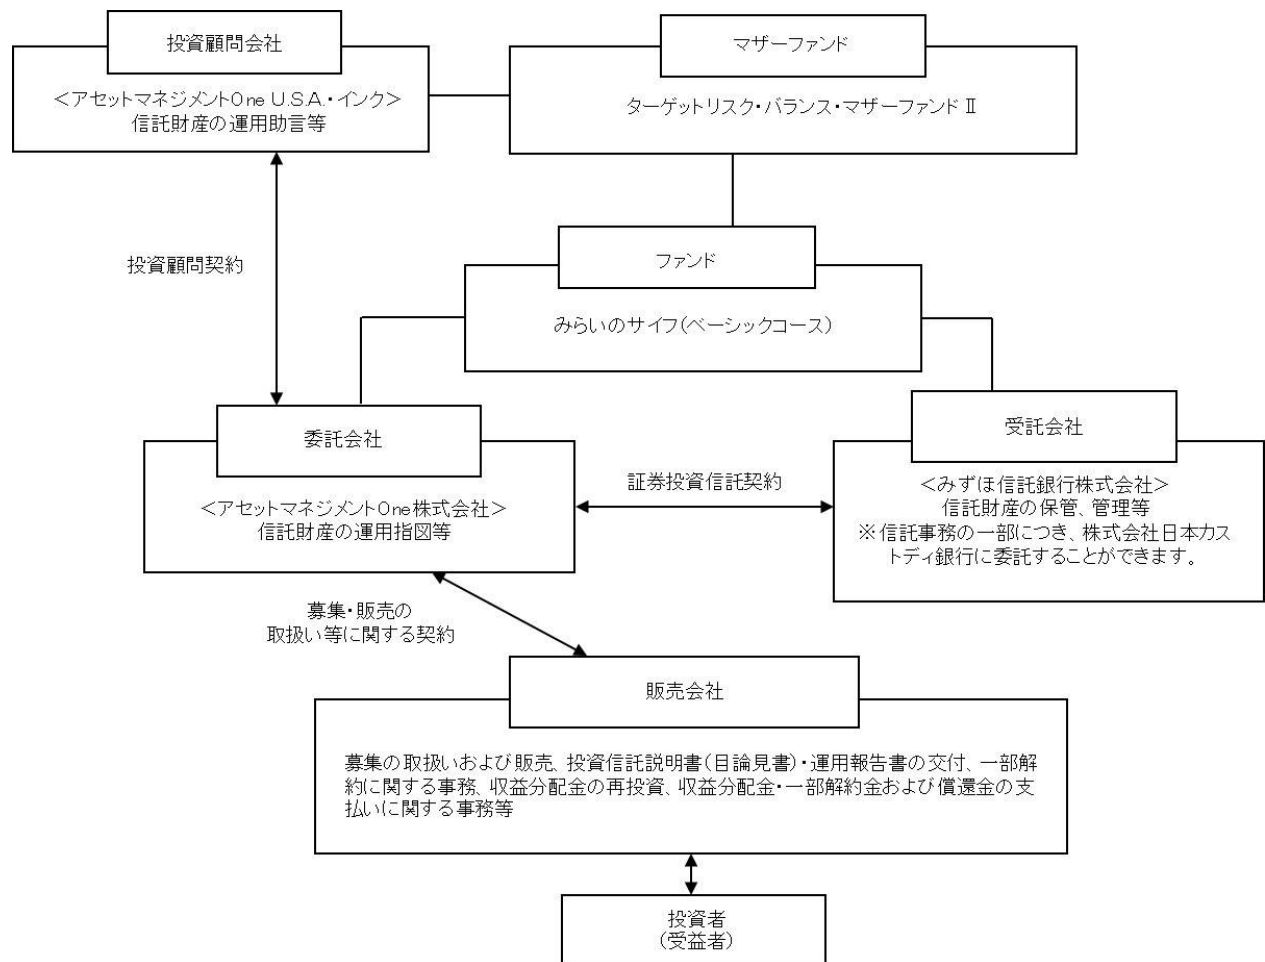 投資顧問会社
<アセットマネジメントOne U.S.A.・インク>
信託財産の運用助言等
マザーファンド
ターゲットリスク・バランス・マザーファンドⅡ
投資顧問契約
ファンド
みらいのサイフ(ベーシックコース)
委託会社
<アセットマネジメントOne株式会社>
信託財産の運用指図等
証券投資信託契約
受託会社
<みずほ信託銀行株式会社>
信託財産の保管、管理等
※信託事務の一部につき、株式会社日本カス
トディ銀行に委託することができます。
募集・販売の
取扱い等に関する契約
販売会社
募集の取扱いおよび販売、投資信託説明書(目論見書)・運用報告書の交付、一部解
約に関する事務、収益分配金の再投資、収益分配金・一部解約金および償還金の支
払いに関する事務等
投資者
(受益者)